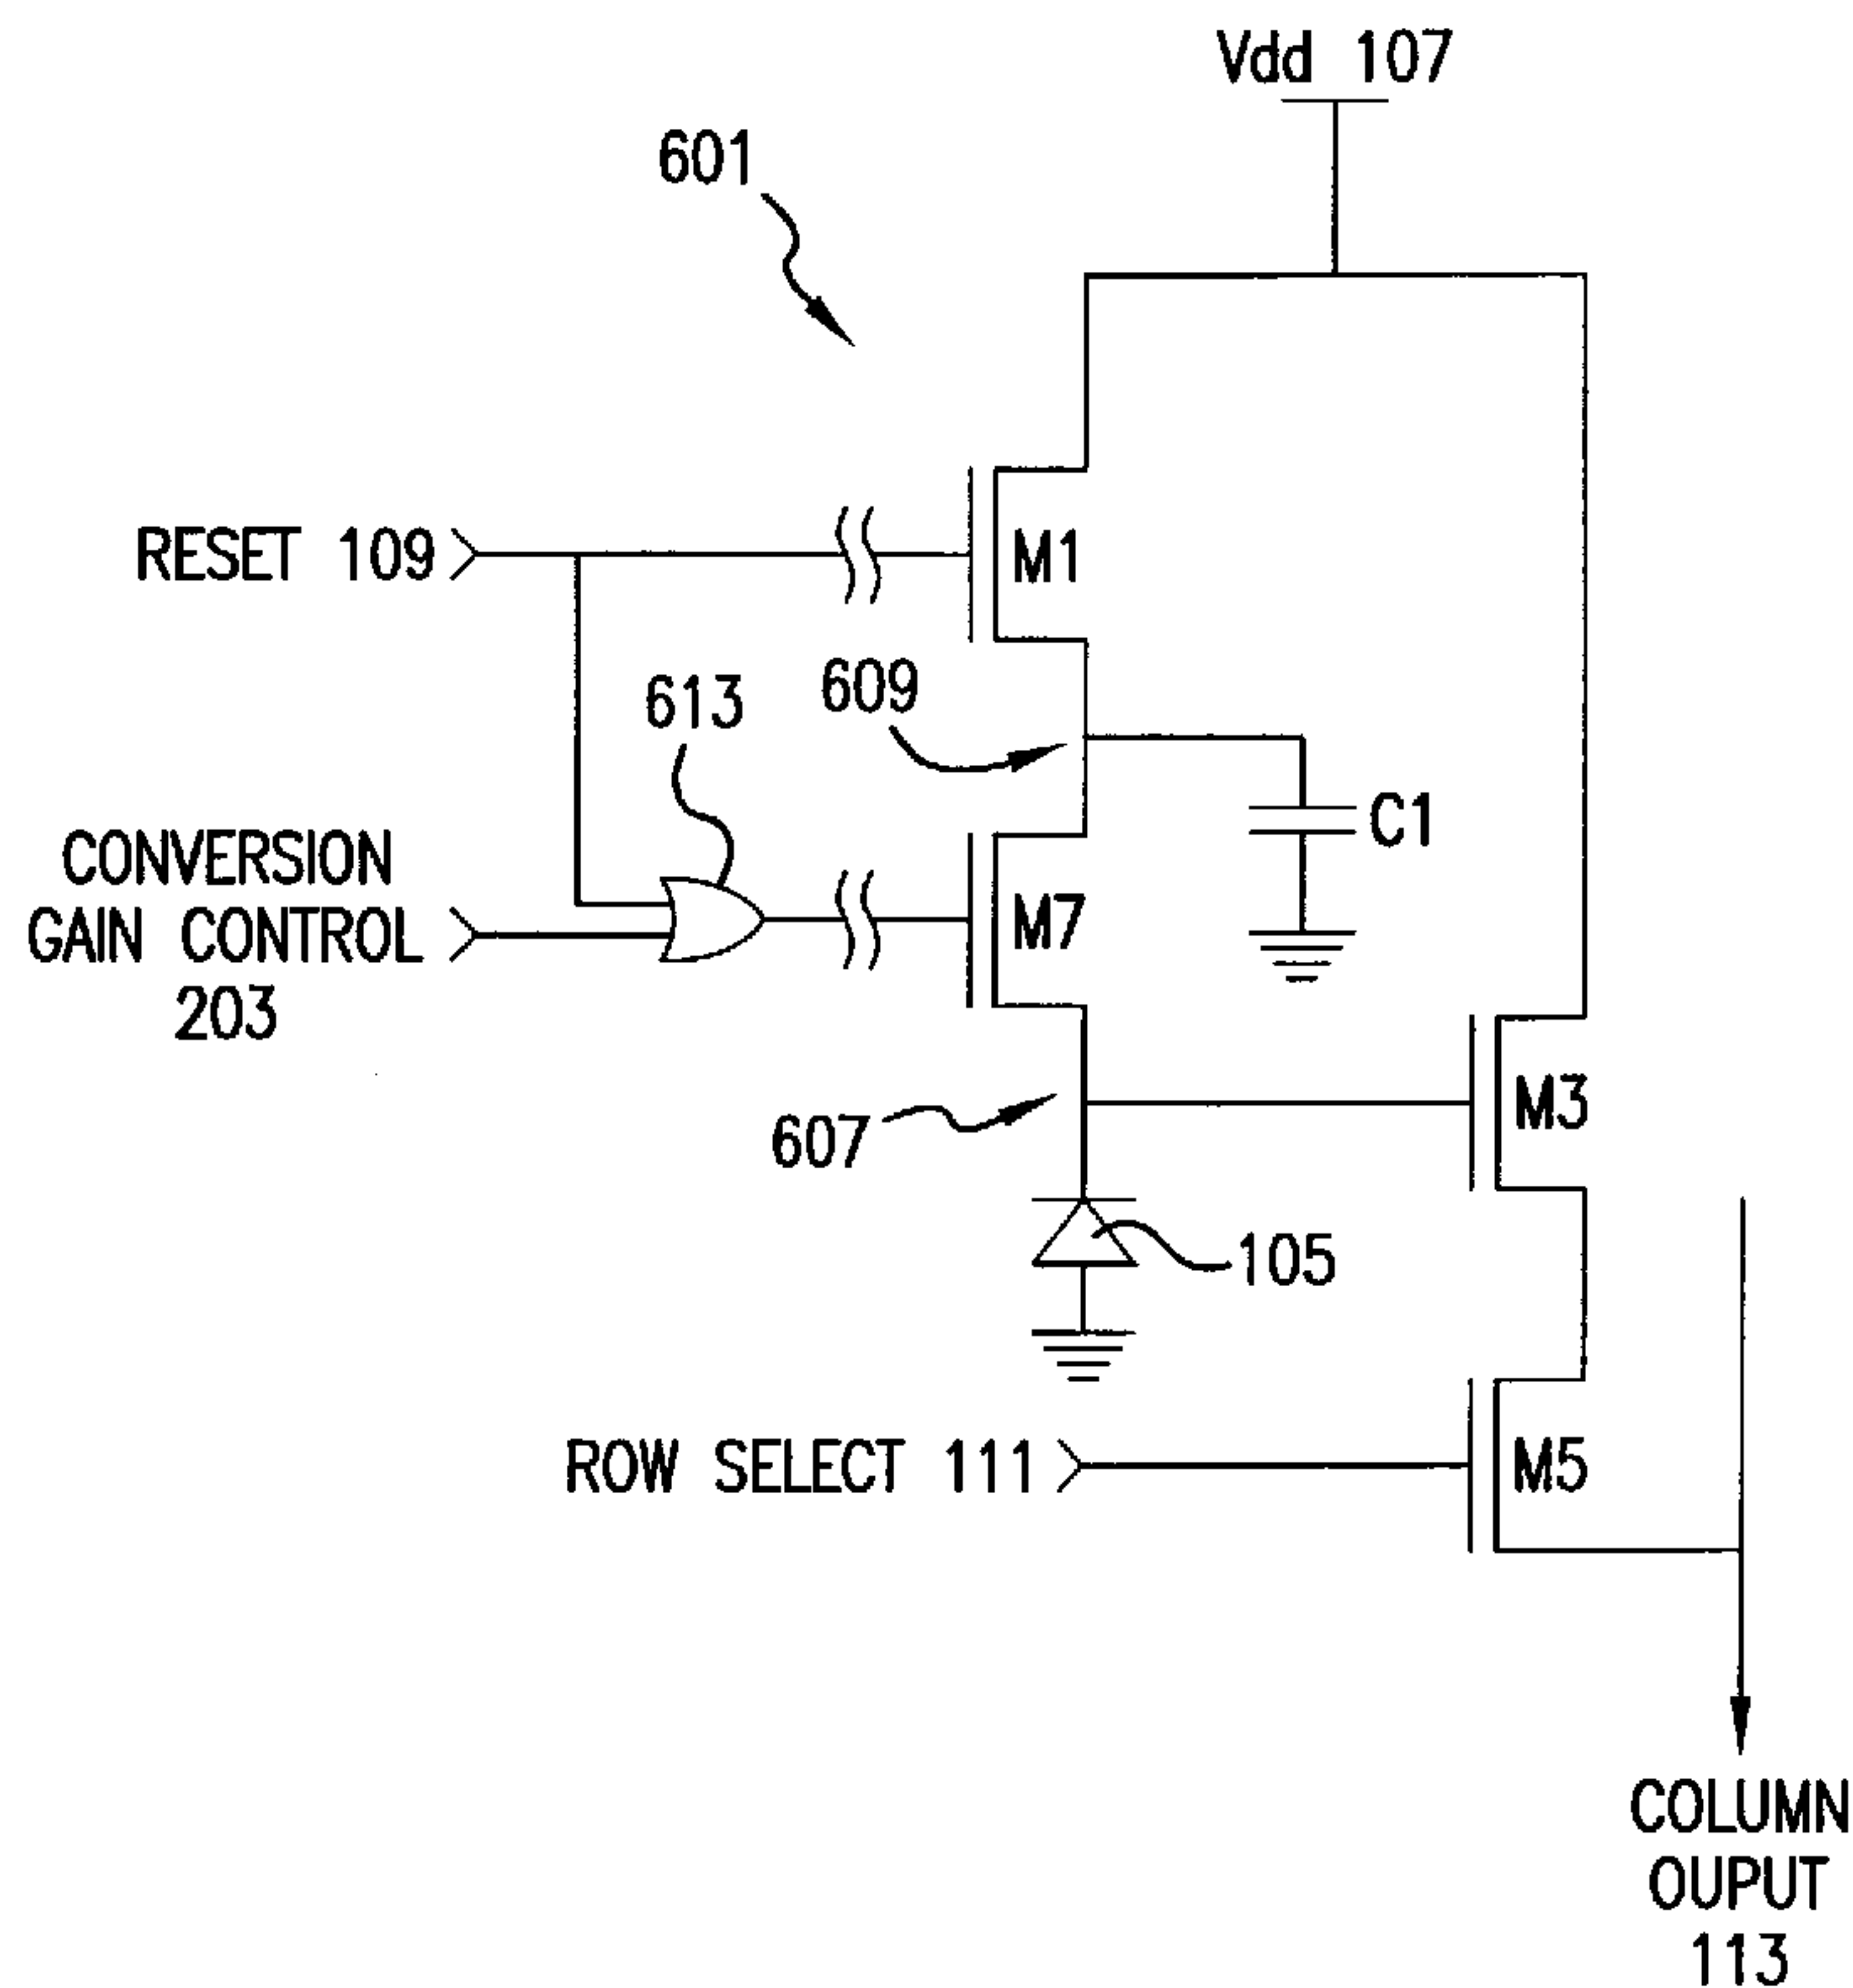 Vdd 107
601
RESET 109
M1
609
613
C1
CONVERSION
GAIN CONTROL
203
M7
M3
607
105
ROW SELECT 111
M5
COLUMN
OUPUT
113